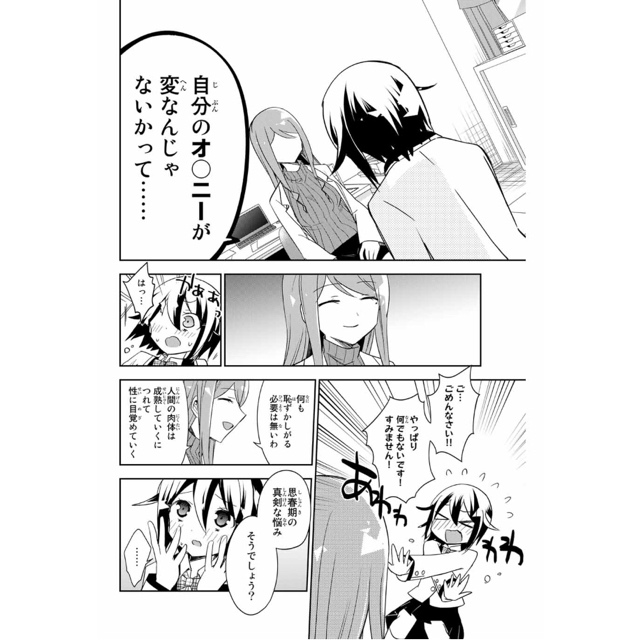 自分のオ○ニーが
変なんじゃ
ないかって……
はっ…
かぁぁ…
ご…
ごめんなさい!!
やっぱり
何でもないです!
すみません!
わわわ
わわ
何も
恥ずかしがる
必要は無いわ
人間の肉体は
成熟していくに
つれて
性に目覚めていく
思春期の
真剣な悩み
そうでしょう?